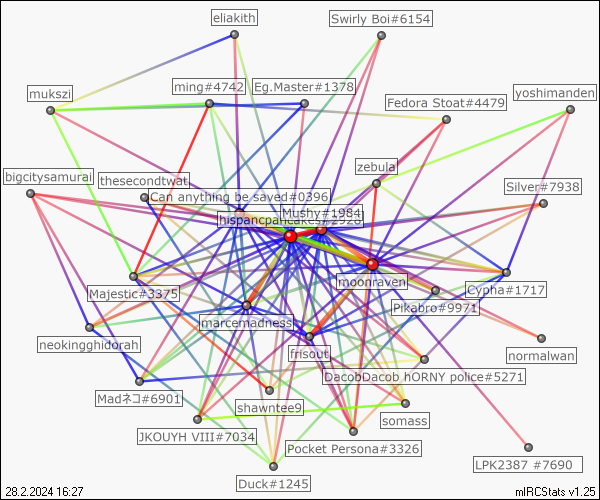 eliakith
Swirly Boi#6154
ming#4742
Eg.Master#1378
mukszi
Fedora Stoat#4479
yoshimanden
zebula
bigcitysamurai
thesecondtwat
Can anything be saved#0396
Silver#7938
Mushy#1984
hispancpancakes#2928
moonraven
Cypha#1717
Majestic#3375
Pikabro#9971
marcemadness
neokingghidorah
frisout
normalwan
DacobDacob hORNY police#5271
Madネコ#6901
shawntee9
somass
JKOUYH VIII#7034
Pocket Persona#3326
LPK2387 #7690
Duck#1245
28.2.2024 16:27
mIRCStats v1.25